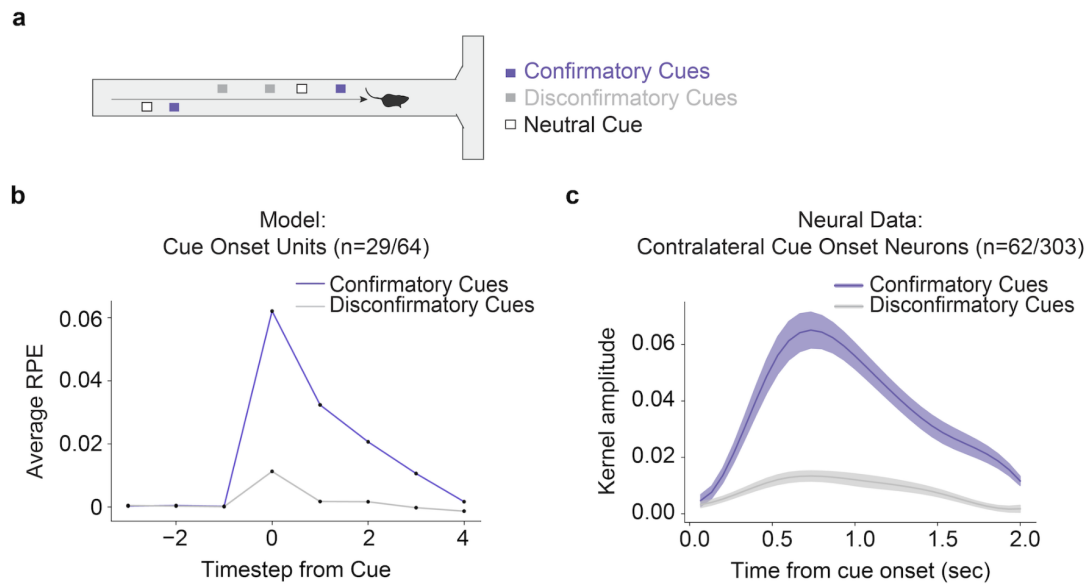 a
Confirmatory Cues
Disconfirmatory Cues
Neutral Cue
b
Model:
Cue Onset Units (n=29/64)
Confirmatory Cues
Disconfirmatory Cues
0.06
0.04
0.02
0
Average RPE
−2
0
2
4
Timestep from Cue
c
Neural Data:
Contralateral Cue Onset Neurons (n=62/303)
Confirmatory Cues
Disconfirmatory Cues
0.06
0.04
0.02
0.00
Kernel amplitude
0.0
0.5
1.0
1.5
2.0
Time from cue onset (sec)